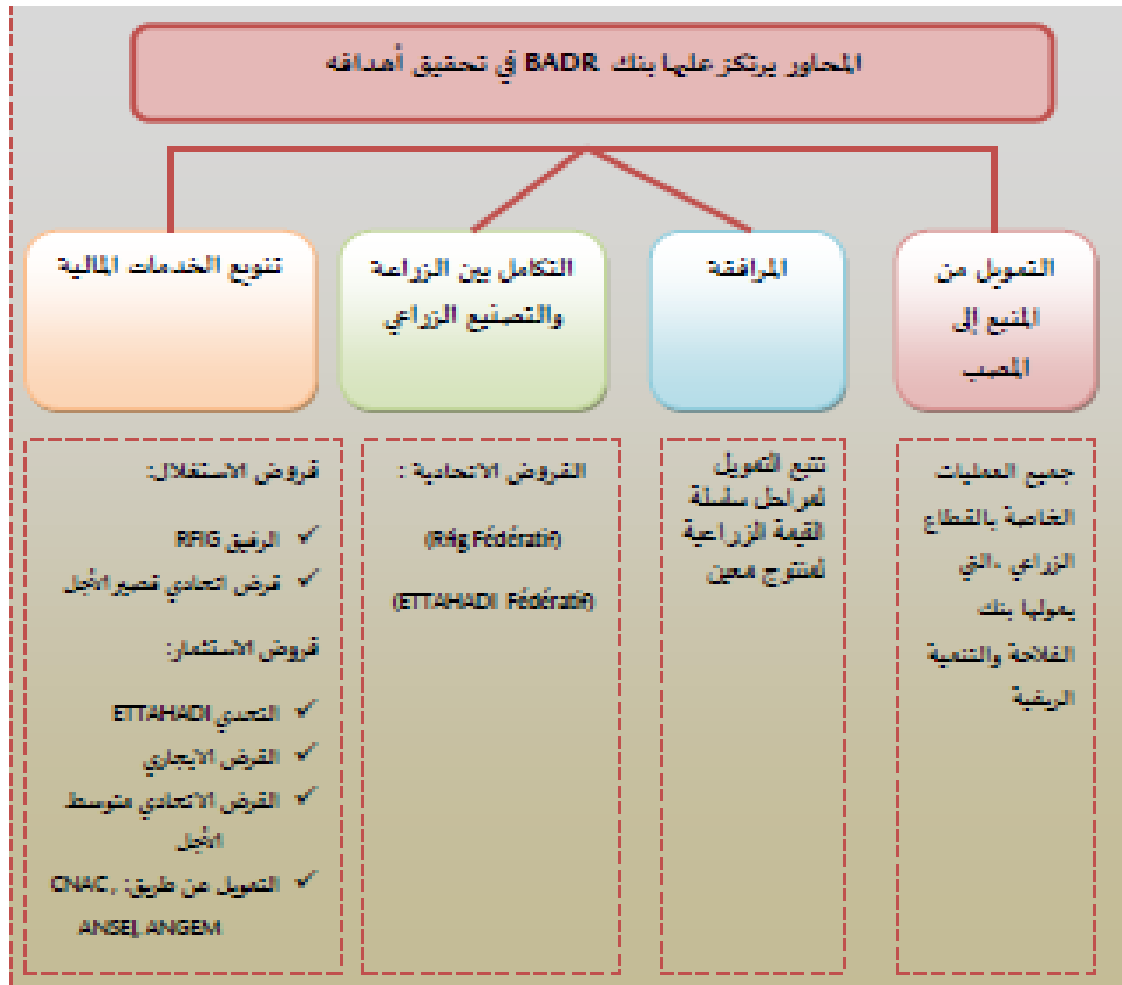 المحاور يرتكز عليها بنك BADR في تحقيق أهدافه
التمويل من
المنبع إلى
المصب
المرافقة
التكامل بين الزراعة
والتصنيع الزراعي
تنويع الخدمات المالية
جميع العمليات
الخاصة بالقطاع
الزراعي ،التي
يمولها بنك
الفلاحة والتنمية
الريفية
تتبع التمويل
لمراحل سلسلة
القيمة الزراعية
لمنتوج معين
القروض الاتحادية :
(Rfig Fédératif)
(ETTAHADI Fédératif)
قروض الاستغلال:
✓ الرفيق RFIG
✓ قرض اتحادي قصير الأجل
قروض الاستثمار:
✓ التحدي ETTAHADI
✓ القرض الايجاري
✓ القرض الاتحادي متوسط
الأجل
✓ التمويل عن طريق: CNAC,
ANSEJ, ANGEM